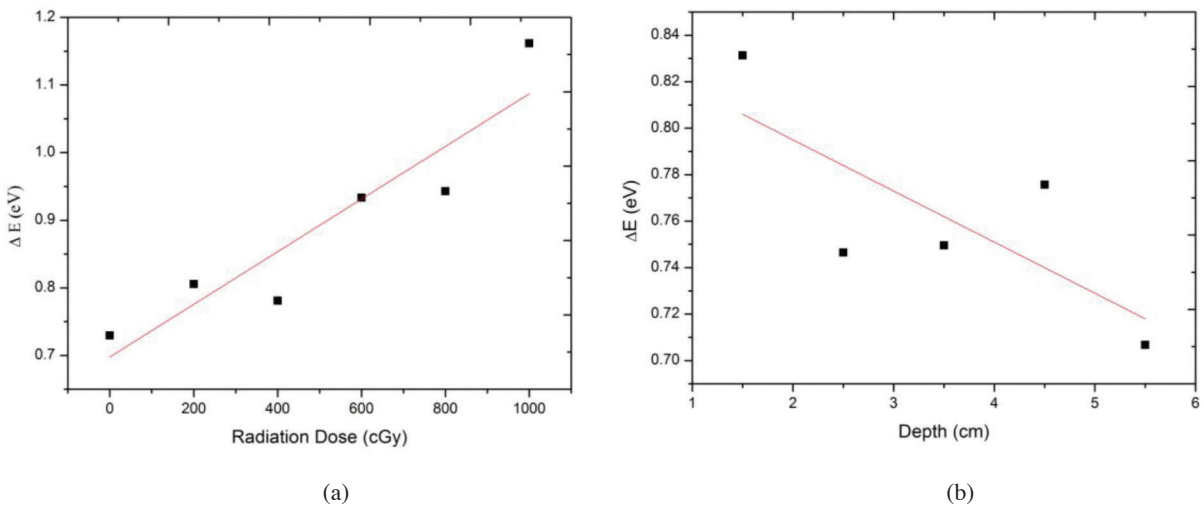 1.2
1.1
1.0
0.9
0.8
0.7
Δ E (eV)
0 200 400 600 800 1000
Radiation Dose (cGy)
(a)
0.84
0.82
0.80
0.78
0.76
0.74
0.72
0.70
ΔE (eV)
1 2 3 4 5 6
Depth (cm)
(b)